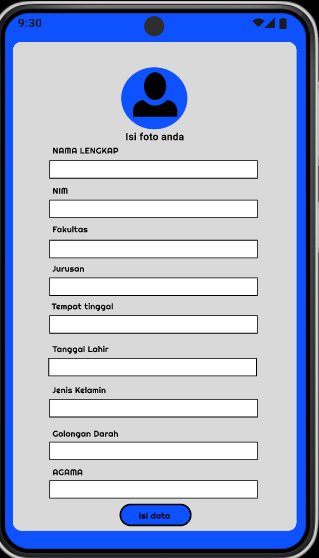 9:30
Isi foto anda
NAMA LENGKAP
NIM
Fakultas
Jurusan
Tempat tinggal
Tanggal Lahir
Jenis Kelamin
Golongan Darah
AGAMA
Isi data